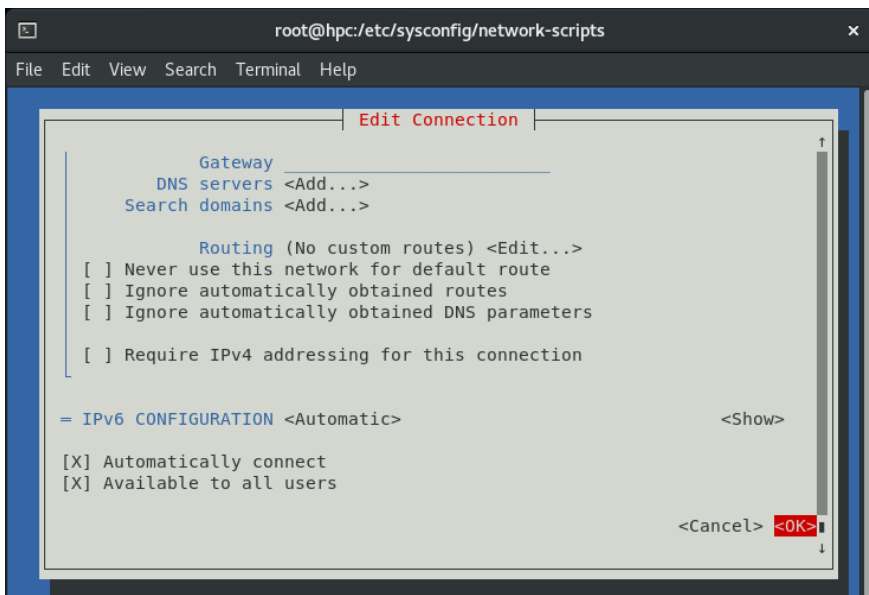 root@hpc:/etc/sysconfig/network-scripts ×
File Edit View Search Terminal Help
Edit Connection
Gateway
DNS servers <Add...>
Search domains <Add...>
Routing (No custom routes) <Edit...>
[ ] Never use this network for default route
[ ] Ignore automatically obtained routes
[ ] Ignore automatically obtained DNS parameters
[ ] Require IPv4 addressing for this connection
= IPv6 CONFIGURATION <Automatic> <Show>
[X] Automatically connect
[X] Available to all users
<Cancel> <OK>